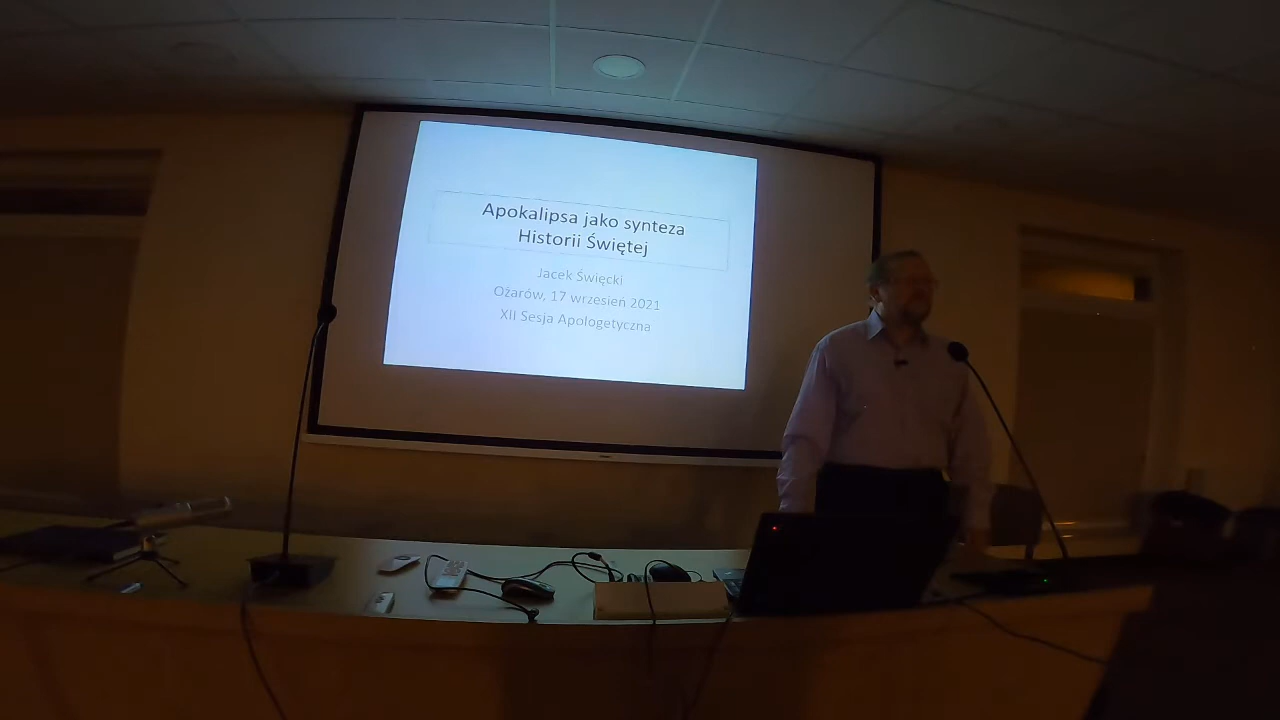 Apokalipsa jako synteza
Historii Świętej
Jacek Święcki
Ożarów, 17 wrzesień 2021
XII Sesja Apologetyczna